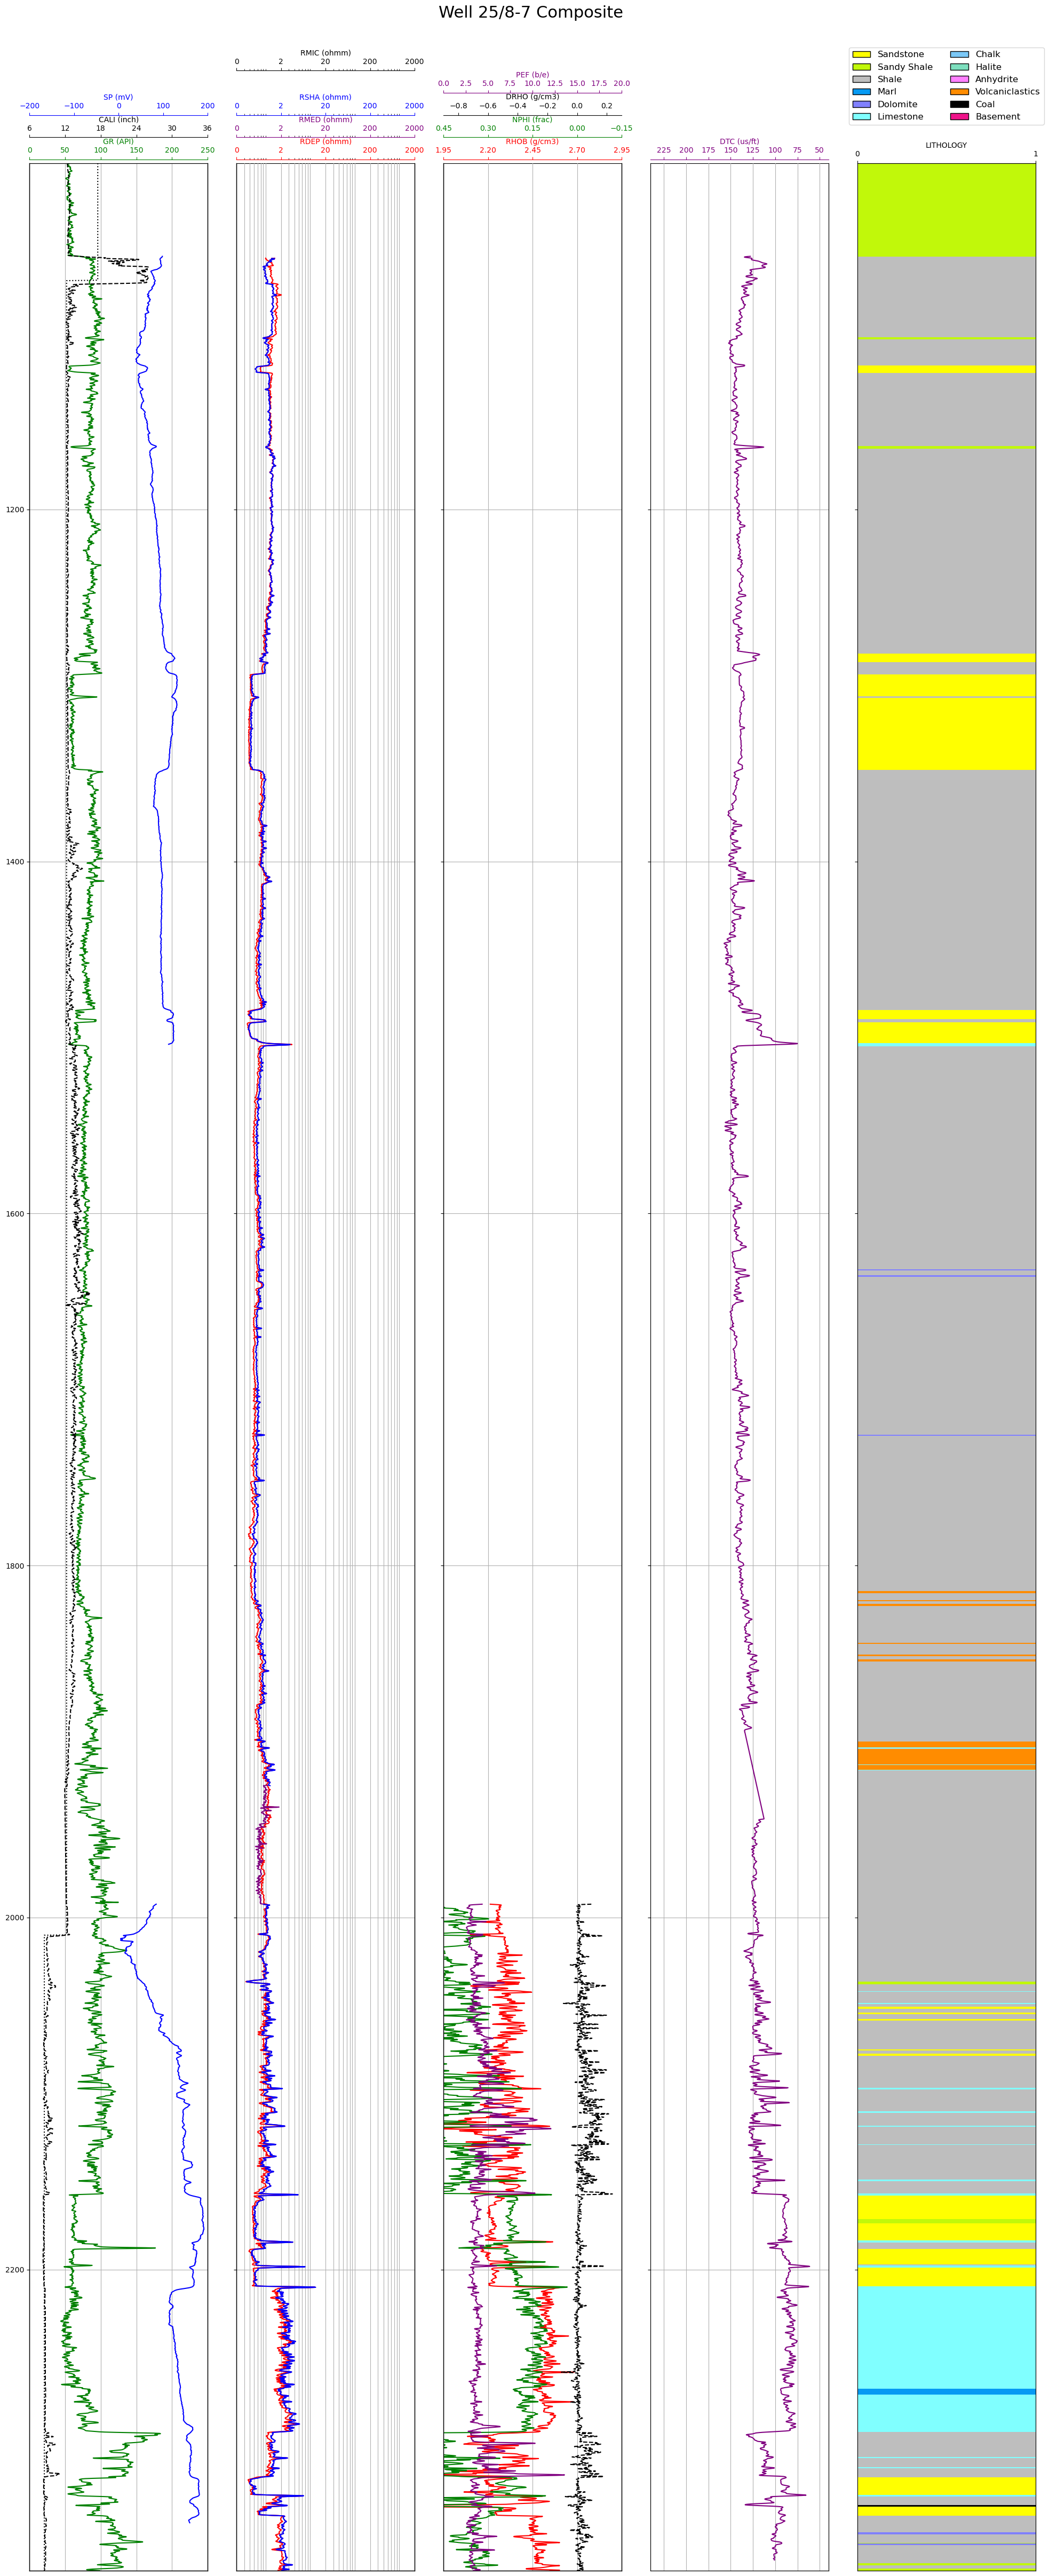 Well 25/8-7 Composite
RMIC (ohmm)
0 2 20 200 2000
Sandstone Chalk
Sandy Shale Halite
Shale Anhydrite
Marl Volcaniclastics
Dolomite Coal
Limestone Basement
PEF (b/e)
0.0 2.5 5.0 7.5 10.0 12.5 15.0 17.5 20.0
SP (mV) RSHA (ohmm) DRHO (g/cm3)
−200 −100 0 100 200 0 2 20 200 2000 −0.8 −0.6 −0.4 −0.2 0.0 0.2
CALI (inch) RMED (ohmm) NPHI (frac)
6 12 18 24 30 36 0 2 20 200 2000 0.45 0.30 0.15 0.00 −0.15
GR (API) RDEP (ohmm) RHOB (g/cm3) DTC (us/ft) LITHOLOGY
0 50 100 150 200 250 0 2 20 200 2000 1.95 2.20 2.45 2.70 2.95 225 200 175 150 125 100 75 50 0 1
1200
1400
1600
1800
2000
2200